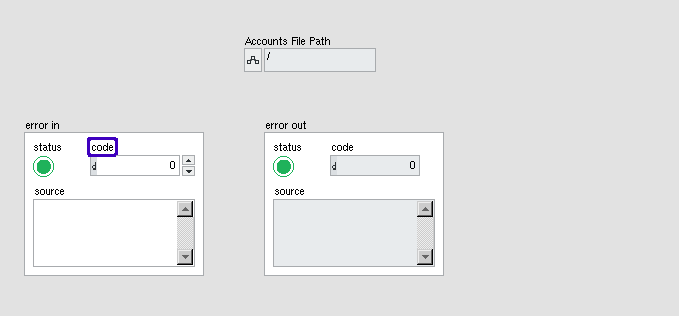 Accounts File Path
/
error in
error out
status
code
status
code
d
0
d
0
source
source